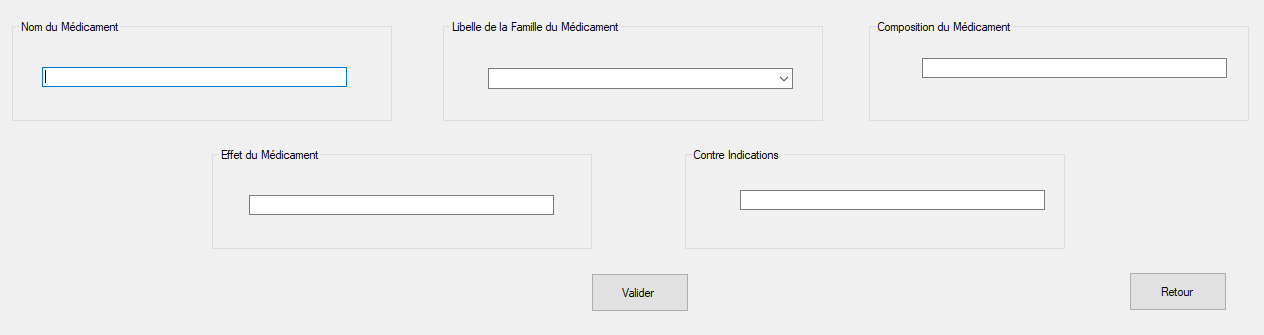 Nom du Médicament
Libelle de la Famille du Médicament
Composition du Médicament
Effet du Médicament
Contre Indications
Valider
Retour